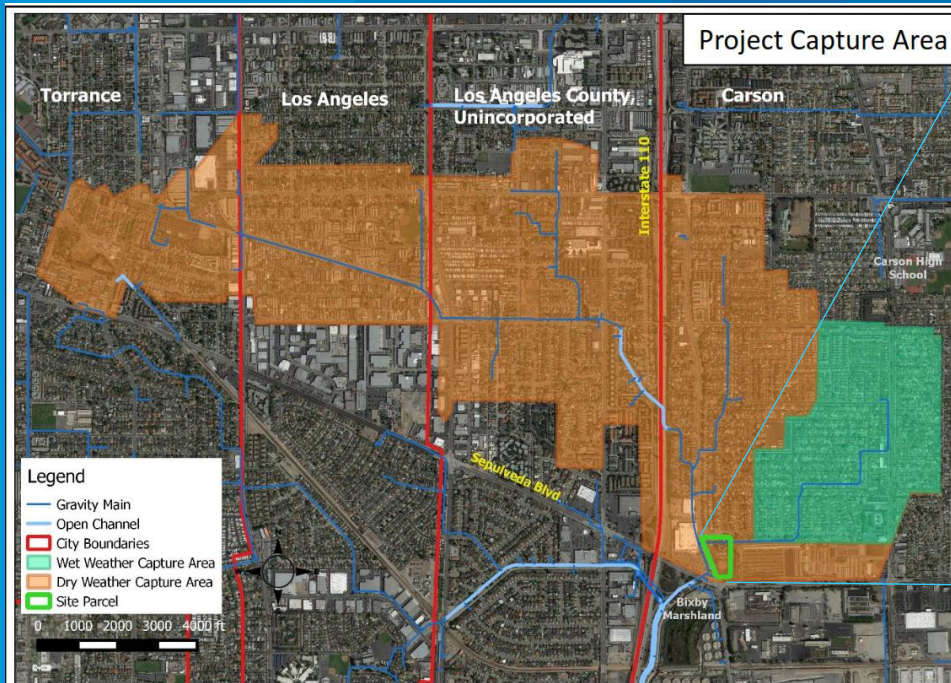 Project Capture Area
Torrance
Los Angeles
Los Angeles County,
Unincorporated
Carson
Interstate 110
Carson High
School
Sepulveda Blvd
Bixby
Marshland
Legend
Gravity Main
Open Channel
City Boundaries
Wet Weather Capture Area
Dry Weather Capture Area
Site Parcel
0 1000 2000 3000 4000 ft